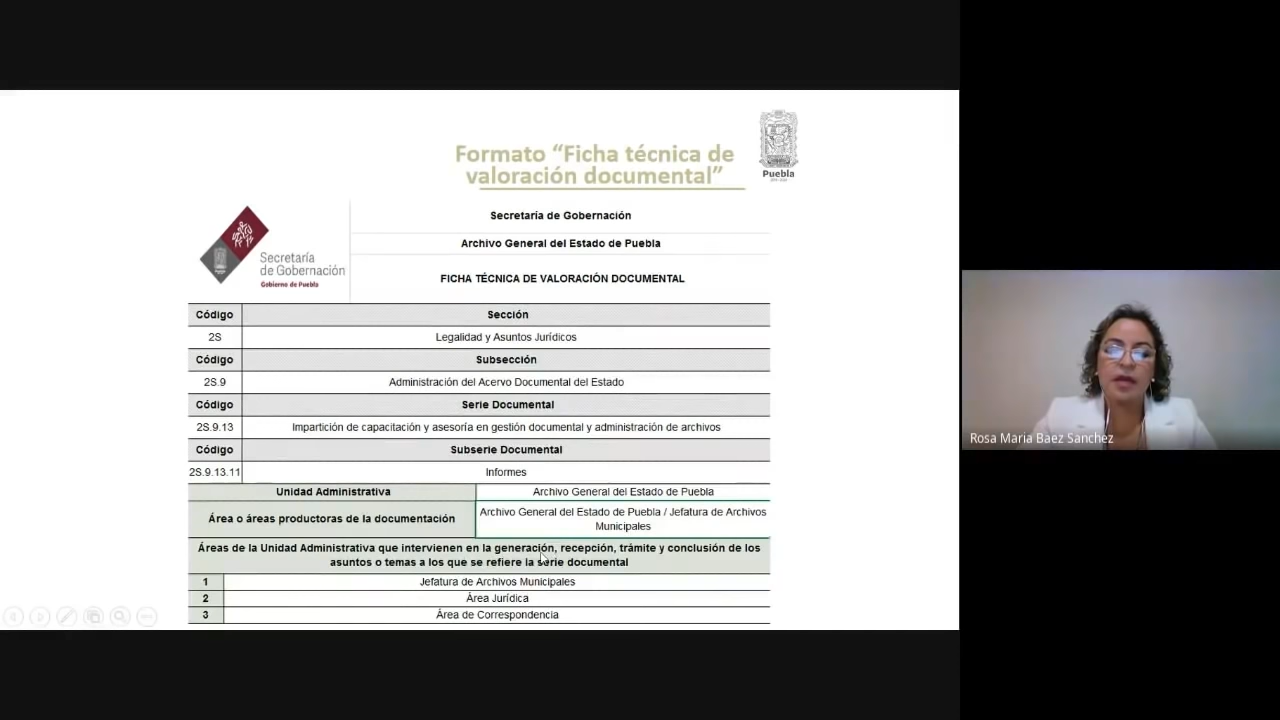 Formato “Ficha técnica de
valoración documental”
Puebla
Secretaría
de Gobernación
Gobierno de Puebla
Secretaría de Gobernación
Archivo General del Estado de Puebla
FICHA TÉCNICA DE VALORACIÓN DOCUMENTAL
Código Sección
2S Legalidad y Asuntos Jurídicos
Código Subsección
2S.9 Administración del Acervo Documental del Estado
Código Serie Documental
2S.9.13 Impartición de capacitación y asesoría en gestión documental y administración de archivos
Código Subserie Documental
2S.9.13.11 Informes
Unidad Administrativa Archivo General del Estado de Puebla
Área o áreas productoras de la documentación Archivo General del Estado de Puebla / Jefatura de Archivos
Municipales
Áreas de la Unidad Administrativa que intervienen en la generación, recepción, trámite y conclusión de los
asuntos o temas a los que se refiere la serie documental
1 Jefatura de Archivos Municipales
2 Área Jurídica
3 Área de Correspondencia
Rosa Maria Baez Sanchez